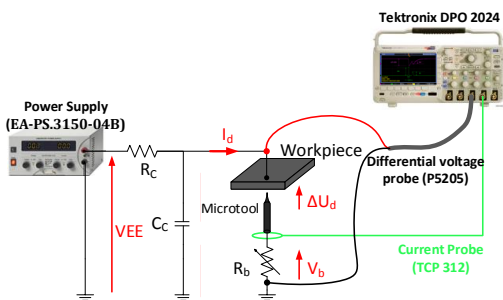 Tektronix DPO 2024
Power Supply
(EA-PS.3150-04B)
I_d
R_C
Workpiece
Differential voltage
probe (P5205)
Microtool
ΔU_d
C_C
VEE
Current Probe
(TCP 312)
R_b
V_b